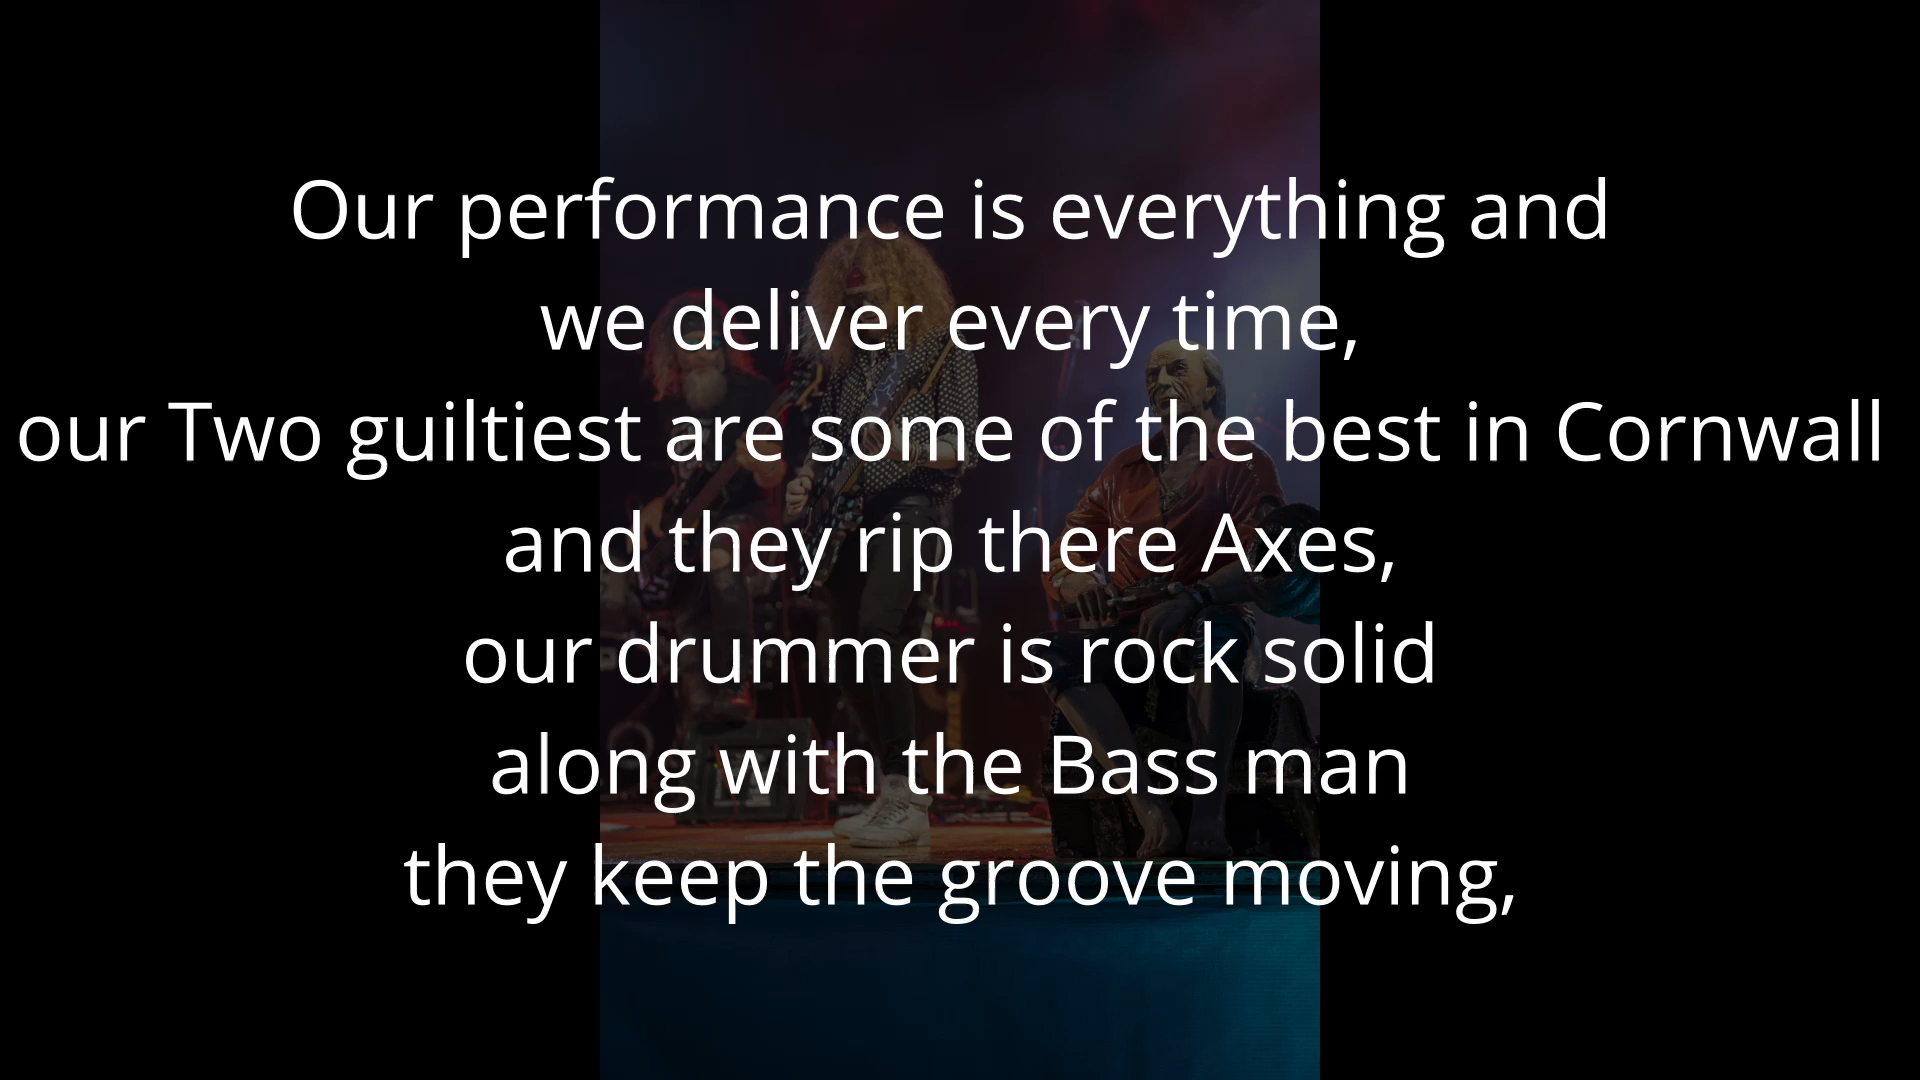 Our performance is everything and
we deliver every time,
our Two guiltiest are some of the best in Cornwall
and they rip there Axes,
our drummer is rock solid
along with the Bass man
they keep the groove moving,